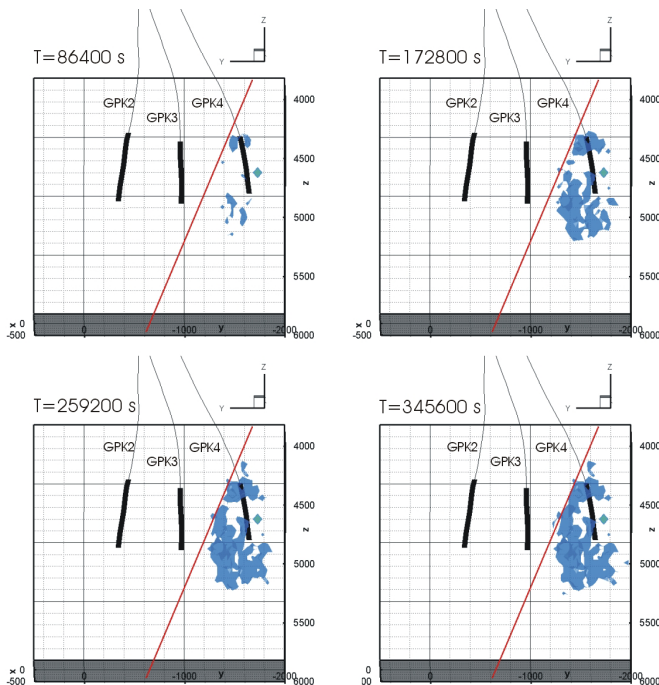 Z
T=86400 s
Y
GPK2
GPK4
GPK3
4000
4500
z
5000
5500
x 0
-500
0
-1000
y
-2000
6000
Z
T=172800 s
Y
GPK2
GPK4
GPK3
4000
4500
z
5000
5500
x 0
-500
0
-1000
y
-2000
6000
Z
T=259200 s
Y
GPK2
GPK4
GPK3
4000
4500
z
5000
5500
x 0
-500
0
-1000
y
-2000
6000
Z
T=345600 s
Y
GPK2
GPK4
GPK3
4000
4500
z
5000
5500
x 0
00
0
-1000
y
-2000
6000